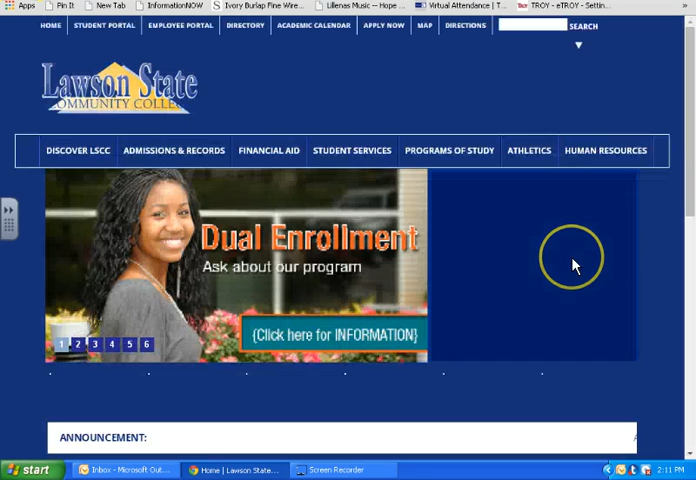 Apps Pin It New Tab InformationNOW Ivory Burlap Fine Wire... Lillenas Music -- Hope ... Virtual Attendance | T... TROY - eTROY - Settin...
HOME STUDENT PORTAL EMPLOYEE PORTAL DIRECTORY ACADEMIC CALENDAR APPLY NOW MAP DIRECTIONS SEARCH
Lawson State
COMMUNITY COLLEGE
DISCOVER LSCC ADMISSIONS & RECORDS FINANCIAL AID STUDENT SERVICES PROGRAMS OF STUDY ATHLETICS HUMAN RESOURCES
Dual Enrollment
Ask about our program
{Click here for INFORMATION}
1 2 3 4 5 6
ANNOUNCEMENT:
start Inbox - Microsoft Out... Home | Lawson State... Screen Recorder 2:11 PM